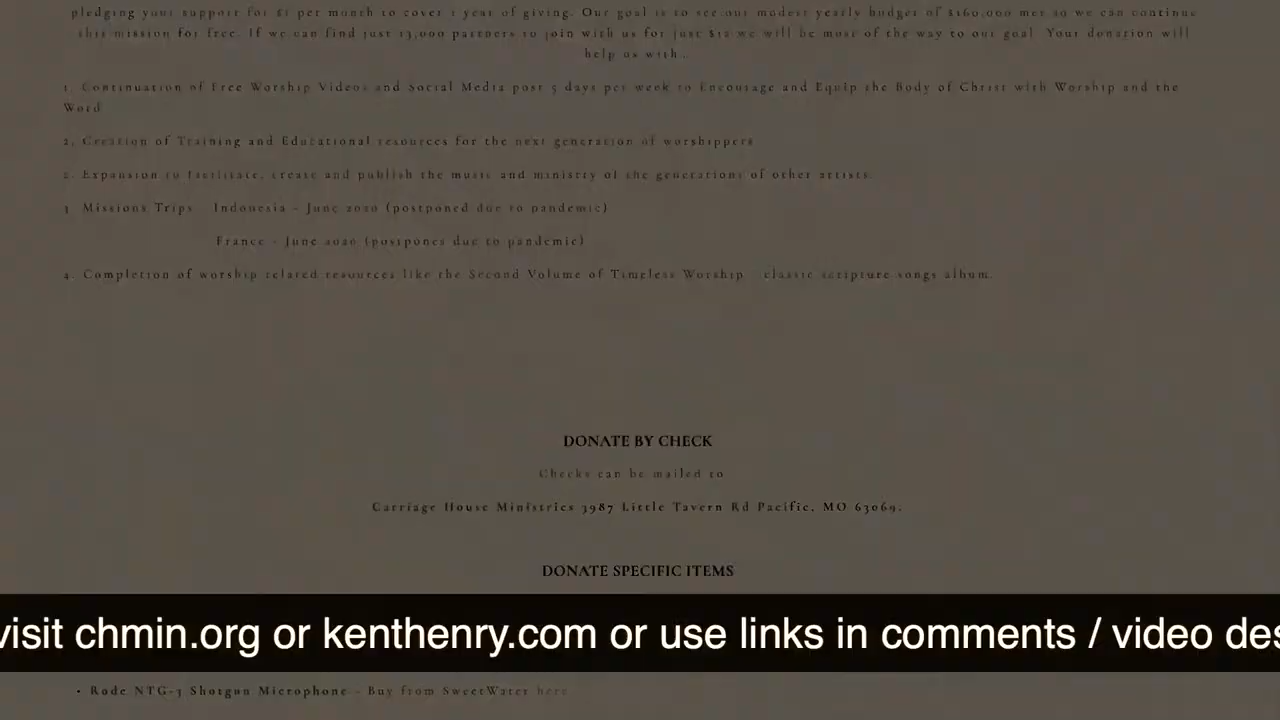 pledging your support for $1 per month to cover 1 year of giving. Our goal is to see our modest yearly budget of $160,000 met so we can continue
this mission for free. If we can find just 13,000 partners to join with us for just $12 we will be most of the way to our goal. Your donation will
help us with..
1. Continuation of Free Worship Videos and Social Media post 5 days per week to Encourage and Equip the Body of Christ with Worship and the
Word
2, Creation of Training and Educational resources for the next generation of worshippers
2. Expansion to facilitate, create and publish the music and ministry of the generations of other artists.
3 Missions Trips Indonesia - June 2020 (postponed due to pandemic)
France - June 2020 (postpones due to pandemic)
4. Completion of worship related resources like the Second Volume of Timeless Worship classic scripture songs album.
DONATE BY CHECK
Checks can be mailed to
Carriage House Ministries 3987 Little Tavern Rd Pacific, MO 63069.
DONATE SPECIFIC ITEMS
visit chmin.org or kenthenry.com or use links in comments / video des
• Rode NTG-3 Shotgun Microphone - Buy from SweetWater here